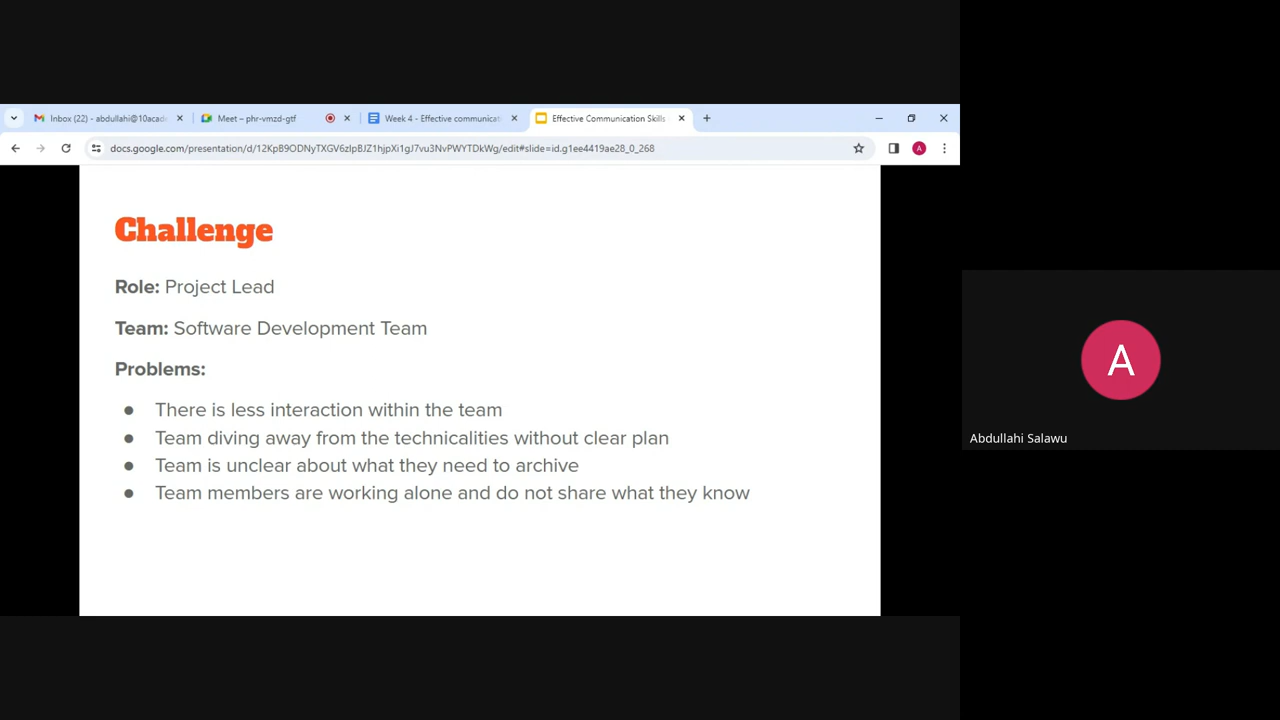 Inbox (22) - abdullahi@10acad
Meet – phr-vmzd-gtf
Week 4 - Effective communicat
Effective Communication Skills
docs.google.com/presentation/d/12KpB9ODNyTXGV6zIpBJZ1hjpXi1gJ7vu3NvPWYTDkWg/edit#slide=id.g1ee4419ae28_0_268
A
Challenge
Role: Project Lead
Team: Software Development Team
Problems:
● There is less interaction within the team
● Team diving away from the technicalities without clear plan
● Team is unclear about what they need to archive
● Team members are working alone and do not share what they know
A
Abdullahi Salawu